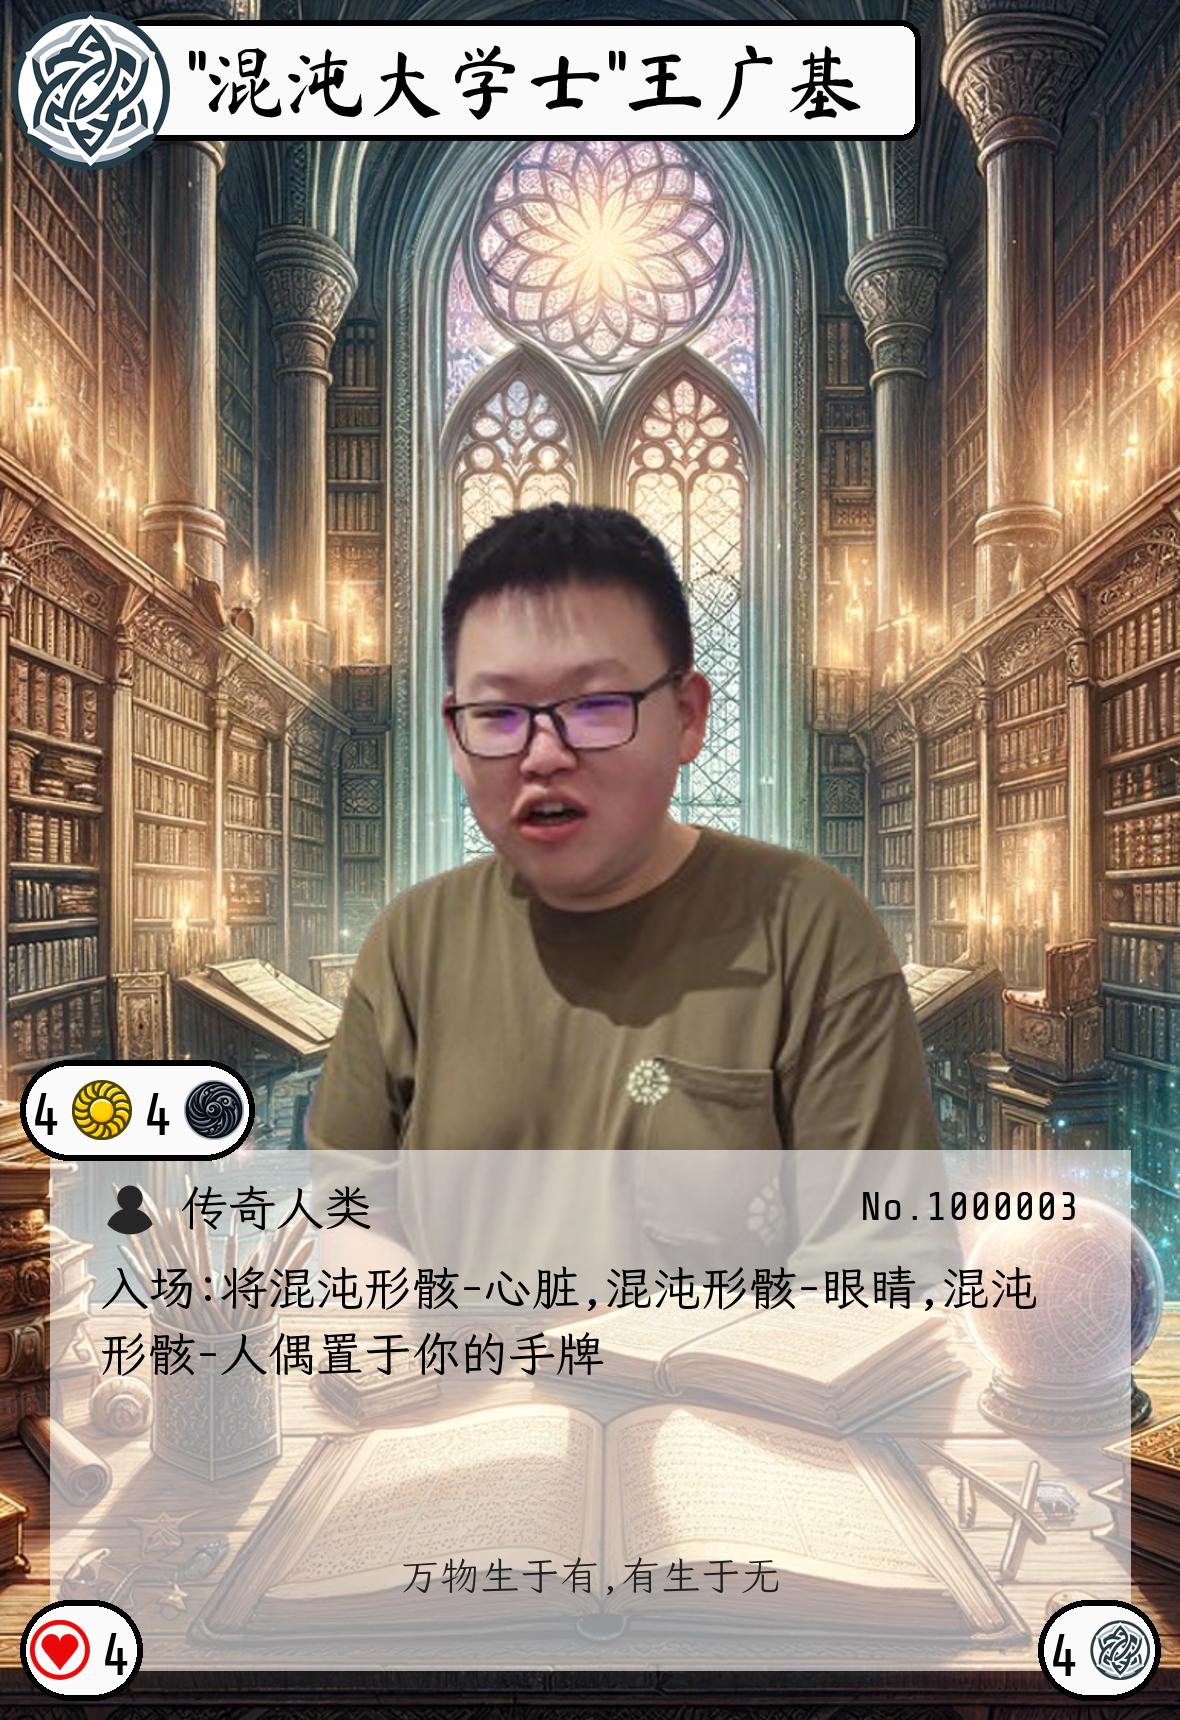 "混沌大学士"王广基
4 4
传奇人类
No.1000003
入场:将混沌形骸-心脏,混沌形骸-眼睛,混沌
形骸-人偶置于你的手牌
万物生于有,有生于无
4
4